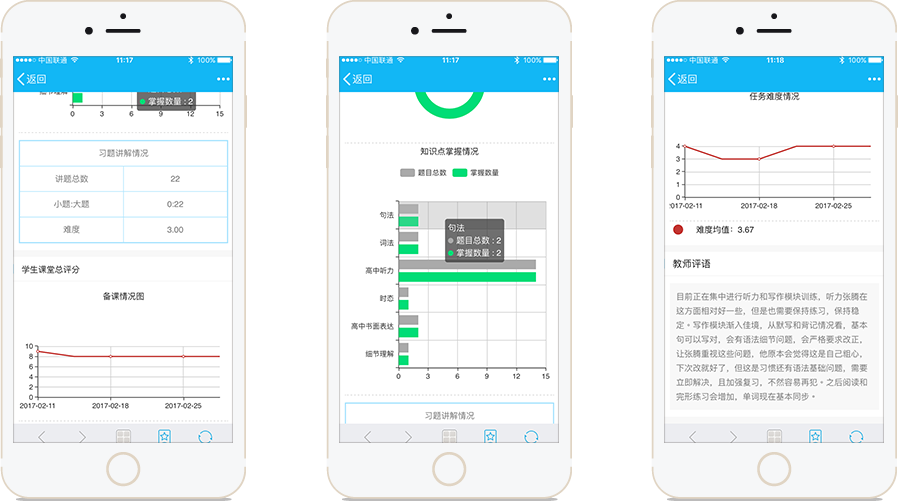 中国联通 11:17 100%
返回
细节理解
掌握数量 : 2
0 3 6 9 12 15
习题讲解情况
讲题总数 22
小题:大题 0:22
难度 3.00
学生课堂总评分
备课情况图
10
8
6
4
2
0
2017-02-11 2017-02-18 2017-02-25
中国联通 11:17 100%
返回
知识点掌握情况
题目总数 掌握数量
句法
句法
题目总数 : 2
掌握数量 : 2
词法
高中听力
时态
高中书面表达
细节理解
0 3 6 9 12 15
习题讲解情况
中国联通 11:18 100%
返回
任务难度情况
4
3
2
1
0
2017-02-11 2017-02-18 2017-02-25
难度均值：3.67
教师评语
目前正在集中进行听力和写作模块训练，听力张腾在
这方面相对好一些，但是也需要保持练习，保持稳
定。写作模块渐入佳境，从默写和背记情况看，基本
句可以写对，会有语法细节问题，会严格要求改正，
让张腾重视这些问题，他原本会觉得这是自己粗心，
下次改就好了，但这是习惯还有语法基础问题，需要
立即解决，且加强复习，不然容易再犯。之后阅读和
完形练习会增加，单词现在基本同步。